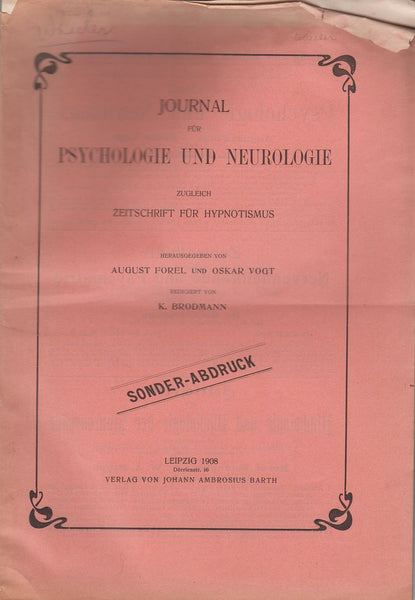 Wheeler
JOURNAL
FÜR
PSYCHOLOGIE UND NEUROLOGIE
ZUGLEICH
ZEITSCHRIFT FÜR HYPNOTISMUS
HERAUSGEGEBEN VON
AUGUST FOREL UND OSKAR VOGT
REDIGIERT VON
K. BRODMANN
SONDER-ABDRUCK
LEIPZIG 1908
Dörrienstr. 16
VERLAG VON JOHANN AMBROSIUS BARTH